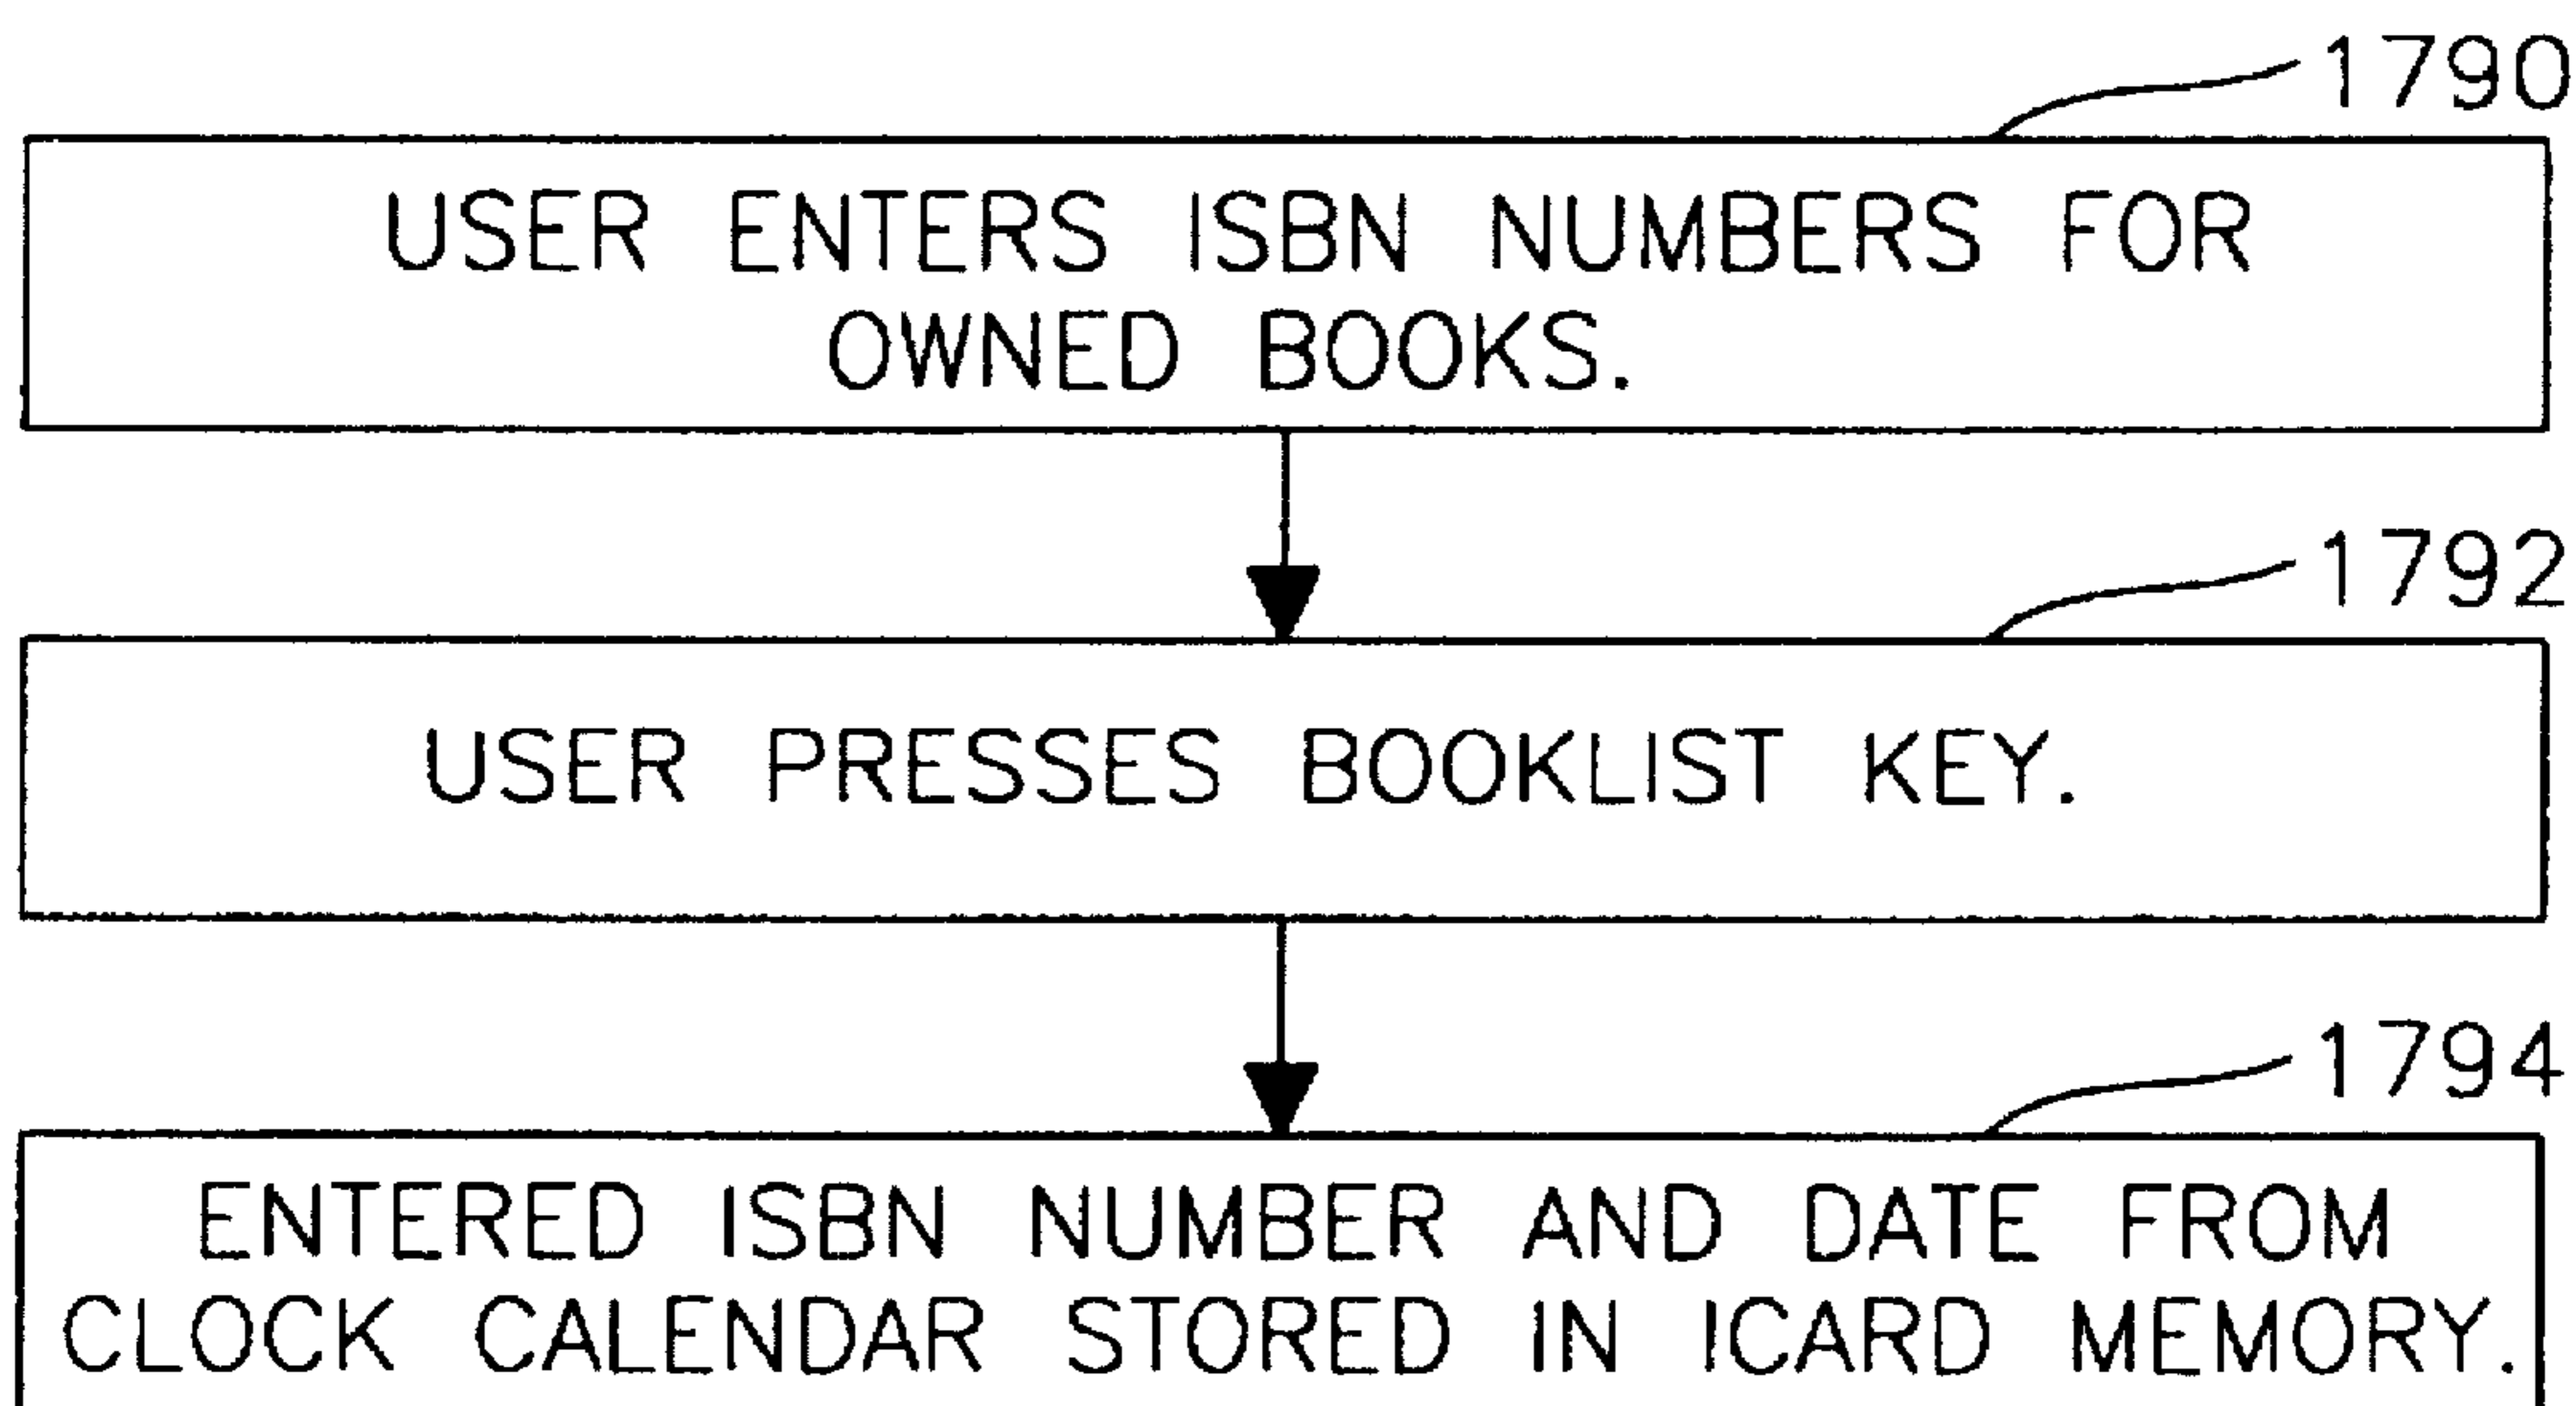 1790
USER ENTERS ISBN NUMBERS FOR
OWNED BOOKS.
1792
USER PRESSES BOOKLIST KEY.
1794
ENTERED ISBN NUMBER AND DATE FROM
CLOCK CALENDAR STORED IN ICARD MEMORY.